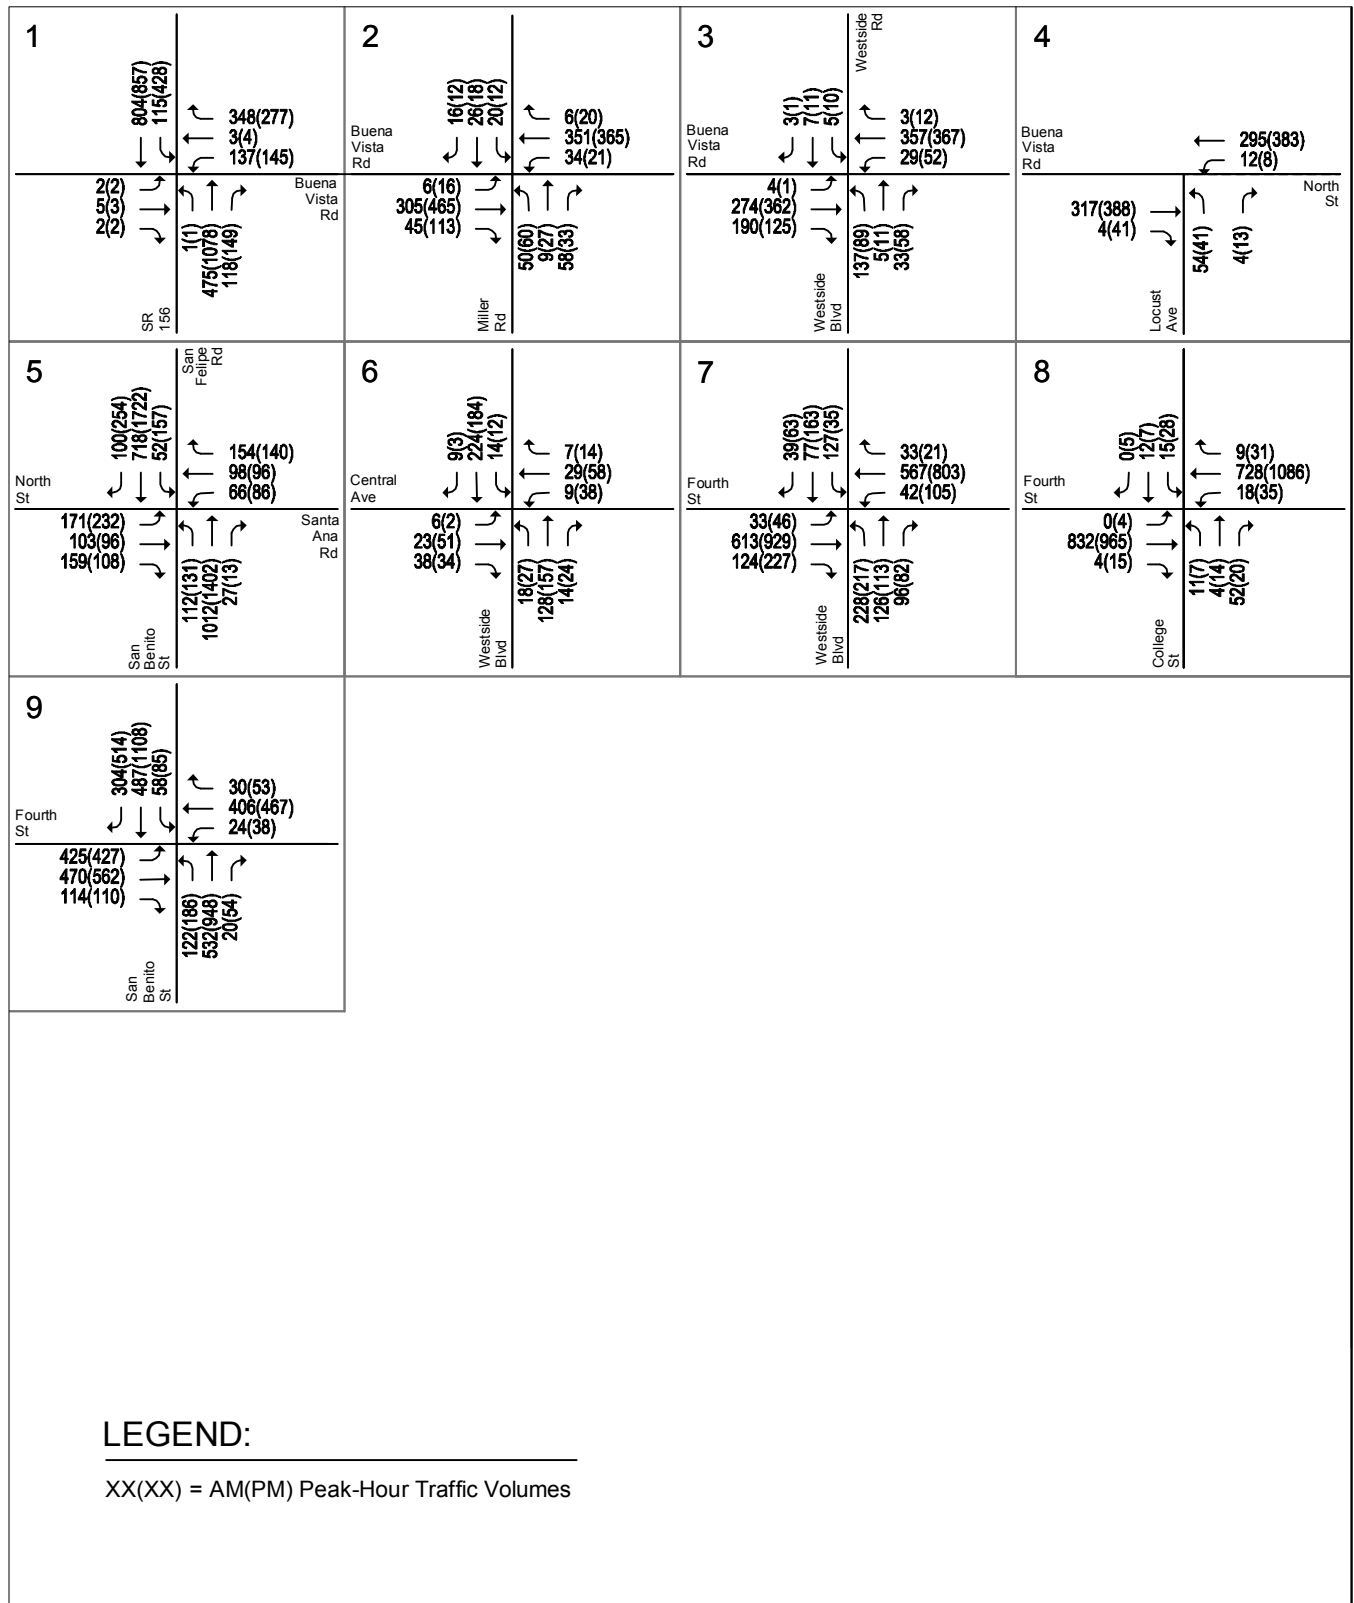 1
804(857)
115(428)
348(277)
3(4)
137(145)
2(2)
5(3)
2(2)
Buena
Vista
Rd
1(1)
475(1078)
118(149)
SR
156
2
16(12)
26(18)
20(12)
Buena
Vista
Rd
6(20)
351(365)
34(21)
6(16)
305(465)
45(113)
50(60)
9(27)
58(33)
Miller
Rd
3
Westside
Rd
3(1)
7(11)
5(10)
Buena
Vista
Rd
3(12)
357(367)
29(52)
4(1)
274(362)
190(125)
137(89)
5(11)
33(58)
Westside
Blvd
4
Buena
Vista
Rd
295(383)
12(8)
North
St
317(388)
4(41)
54(41)
4(13)
Locust
Ave
5
San
Felipe
Rd
100(254)
718(1722)
52(157)
North
St
154(140)
98(96)
66(86)
171(232)
103(96)
159(108)
Santa
Ana
Rd
112(131)
1012(1402)
27(13)
San
Benito
St
6
9(3)
224(184)
14(12)
Central
Ave
7(14)
29(58)
9(38)
6(2)
23(51)
38(34)
18(27)
128(157)
14(24)
Westside
Blvd
7
39(63)
77(163)
127(35)
Fourth
St
33(21)
567(803)
42(105)
33(46)
613(929)
124(227)
228(217)
126(113)
96(82)
Westside
Blvd
8
0(5)
12(7)
15(28)
Fourth
St
9(31)
728(1086)
18(35)
0(4)
832(965)
4(15)
11(7)
4(14)
52(20)
College
St
9
304(514)
487(1108)
58(85)
Fourth
St
30(53)
406(467)
24(38)
425(427)
470(562)
114(110)
122(186)
532(948)
20(54)
San
Benito
St
LEGEND:
XX(XX) = AM(PM) Peak-Hour Traffic Volumes